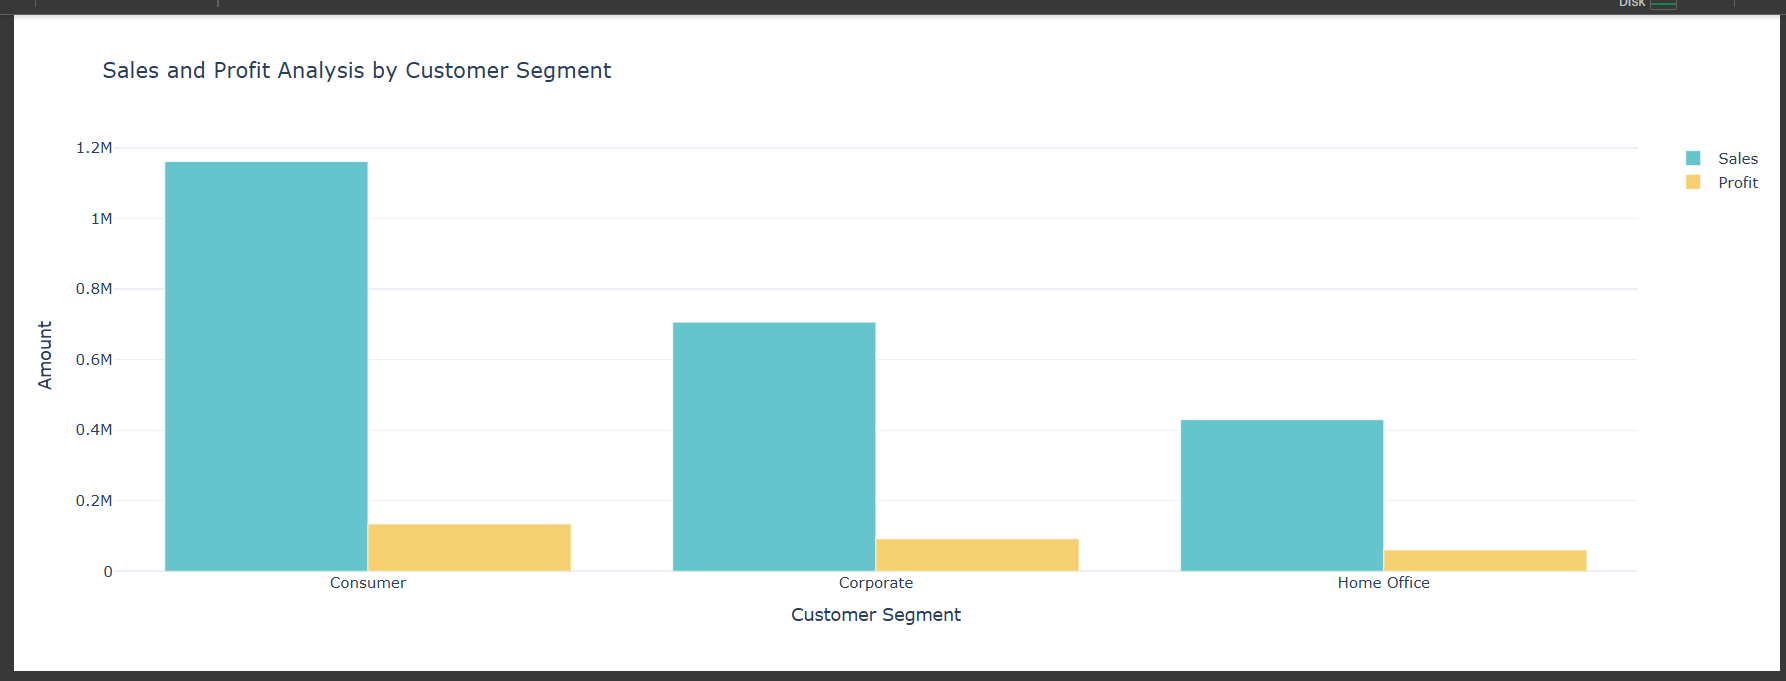 Disk
Sales and Profit Analysis by Customer Segment
1.2M
1M
0.8M
0.6M
0.4M
0.2M
0
Amount
Consumer
Corporate
Home Office
Customer Segment
Sales
Profit